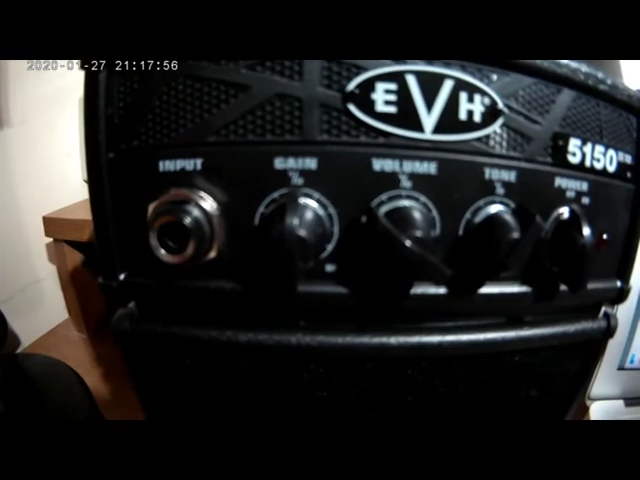 2020-01-27 21:17:56
EVH®
5150
INPUT
GAIN
VOLUME
TONE
POWER